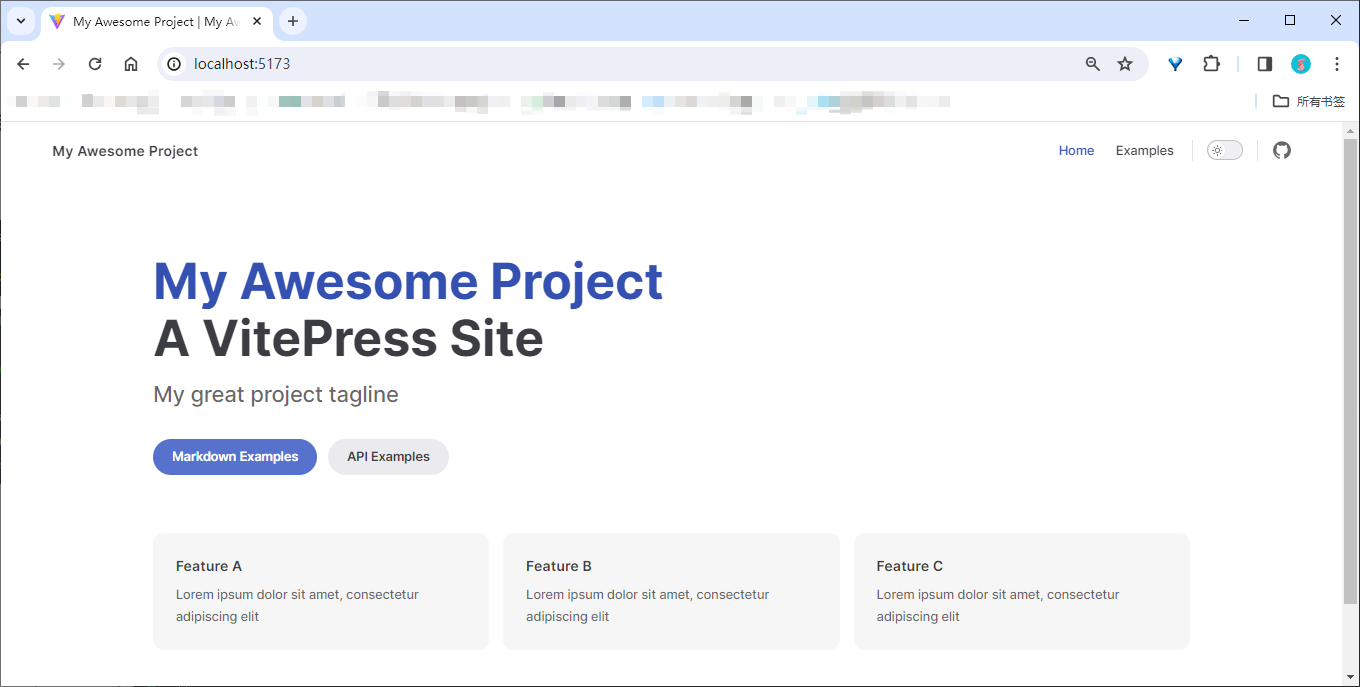 My Awesome Project | My Aw
localhost:5173
所有书签
My Awesome Project
Home
Examples
My Awesome Project
A VitePress Site
My great project tagline
Markdown Examples
API Examples
Feature A
Lorem ipsum dolor sit amet, consectetur
adipiscing elit
Feature B
Lorem ipsum dolor sit amet, consectetur
adipiscing elit
Feature C
Lorem ipsum dolor sit amet, consectetur
adipiscing elit